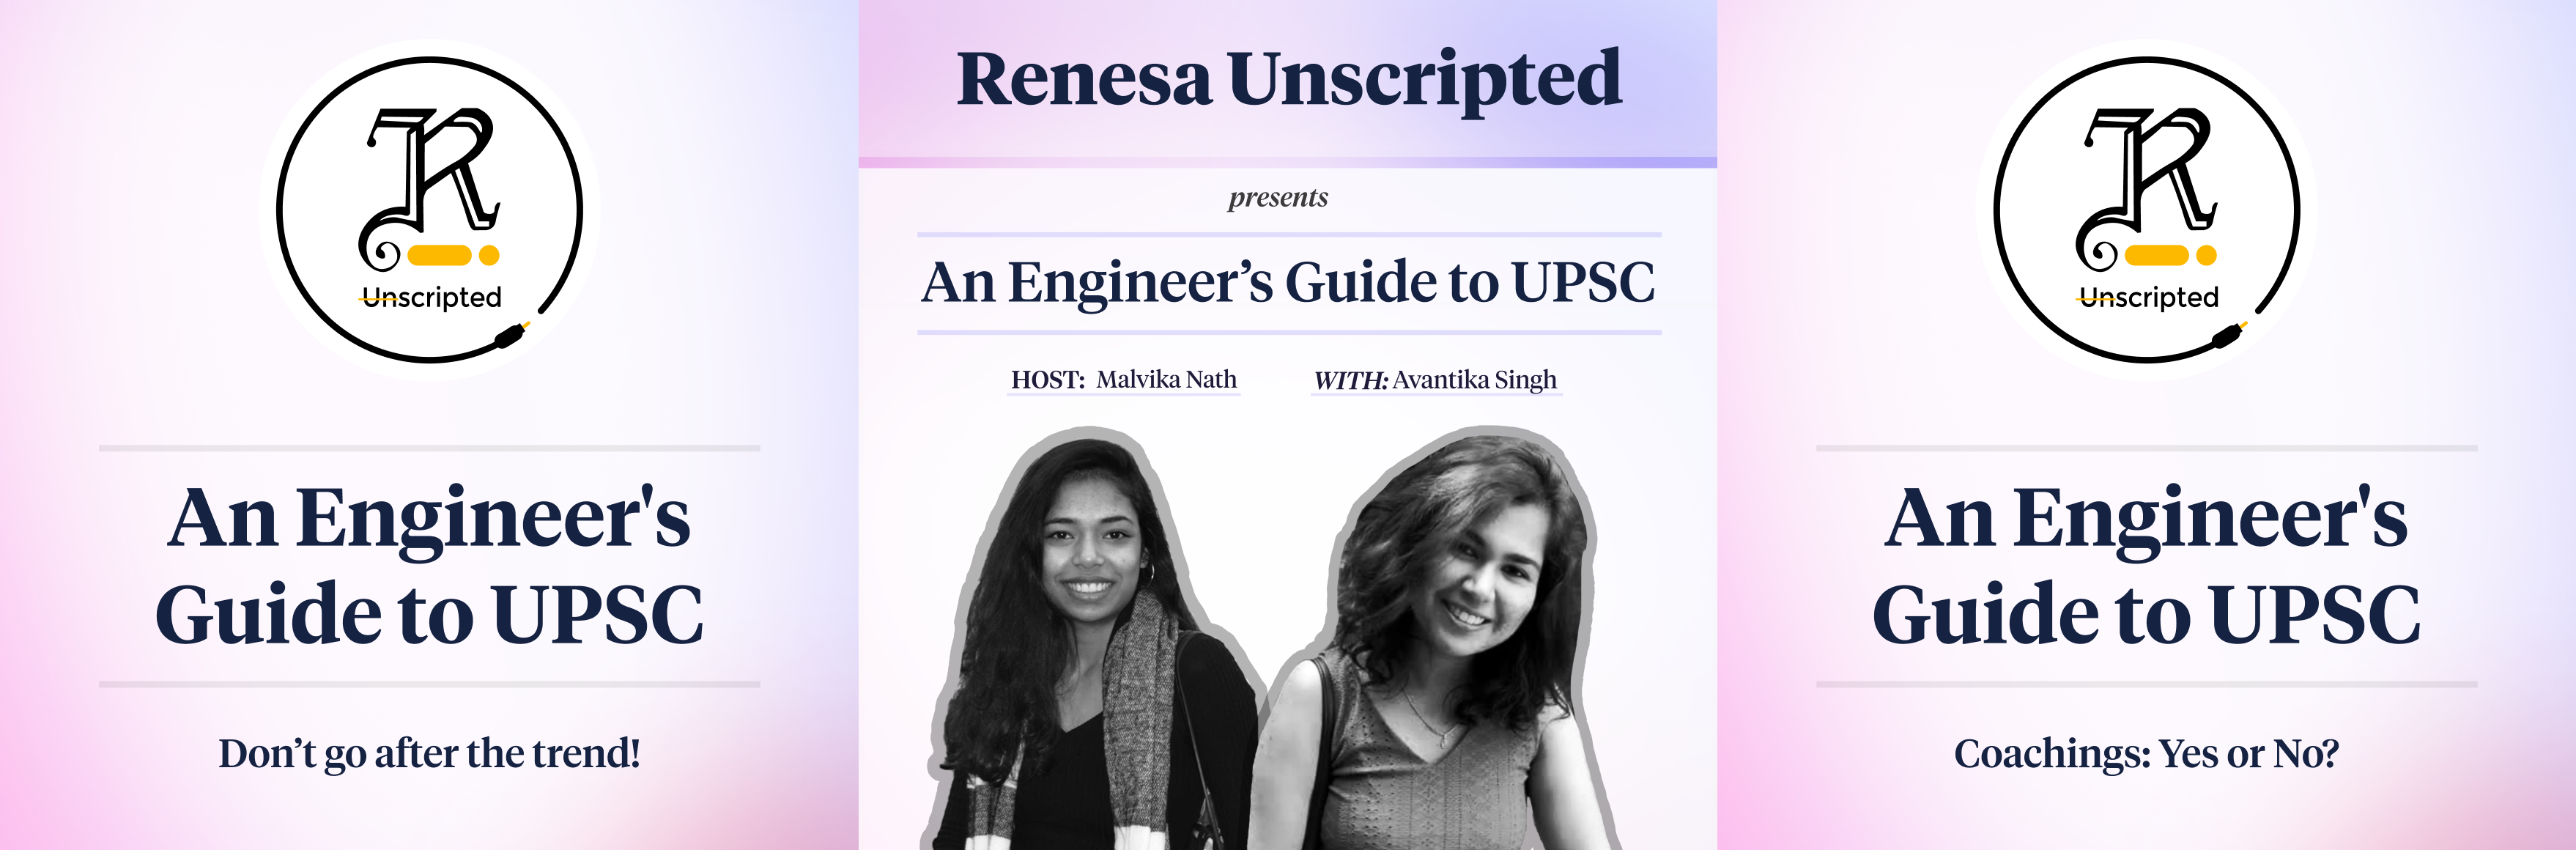 R
Unscripted
An Engineer's
Guide to UPSC
Don’t go after the trend!
Renesa Unscripted
presents
An Engineer’s Guide to UPSC
HOST: Malvika Nath
WITH: Avantika Singh
R
Unscripted
An Engineer's
Guide to UPSC
Coachings: Yes or No?